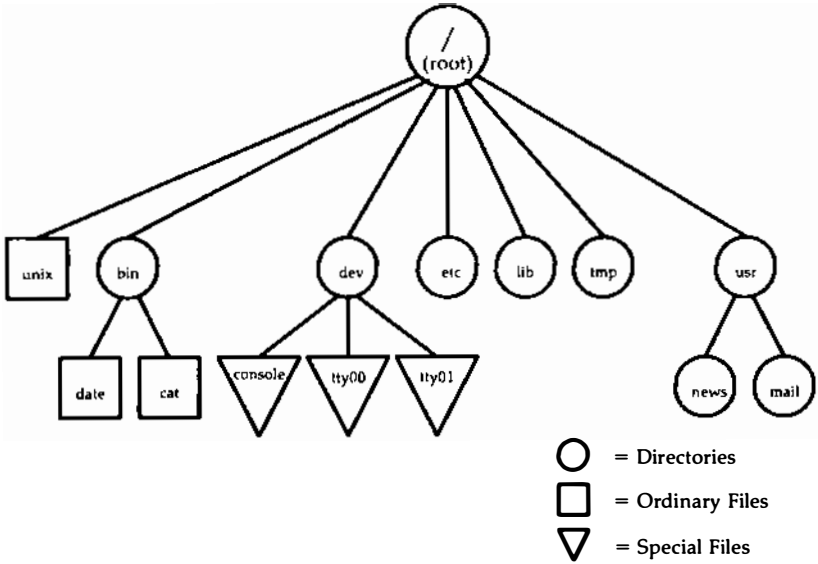 /
(root)
unix
bin
dev
etc
lib
tmp
usr
date
cat
console
tty00
tty01
news
mail
= Directories
= Ordinary Files
= Special Files